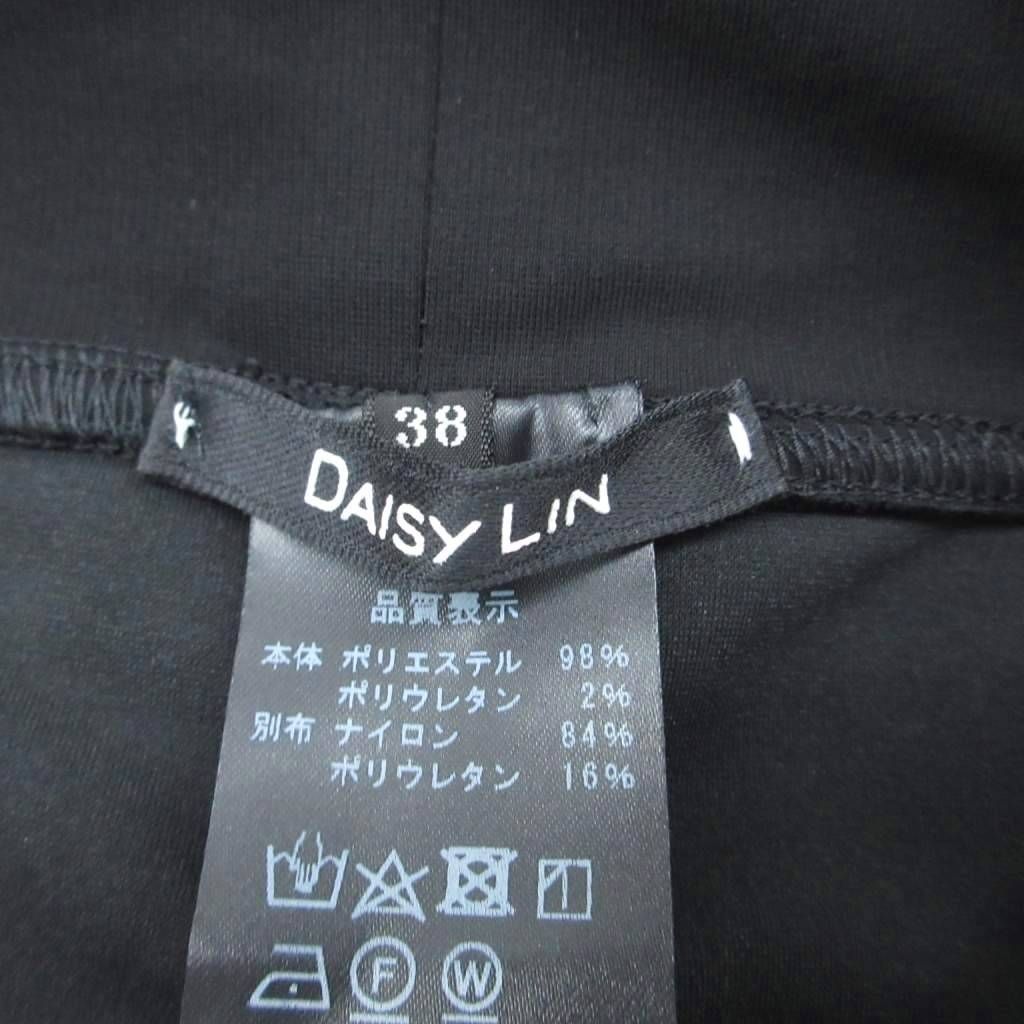 38
DAISY LIN
品質表示
本体 ポリエステル 98%
ポリウレタン 2%
別布 ナイロン 84%
ポリウレタン 16%
F W